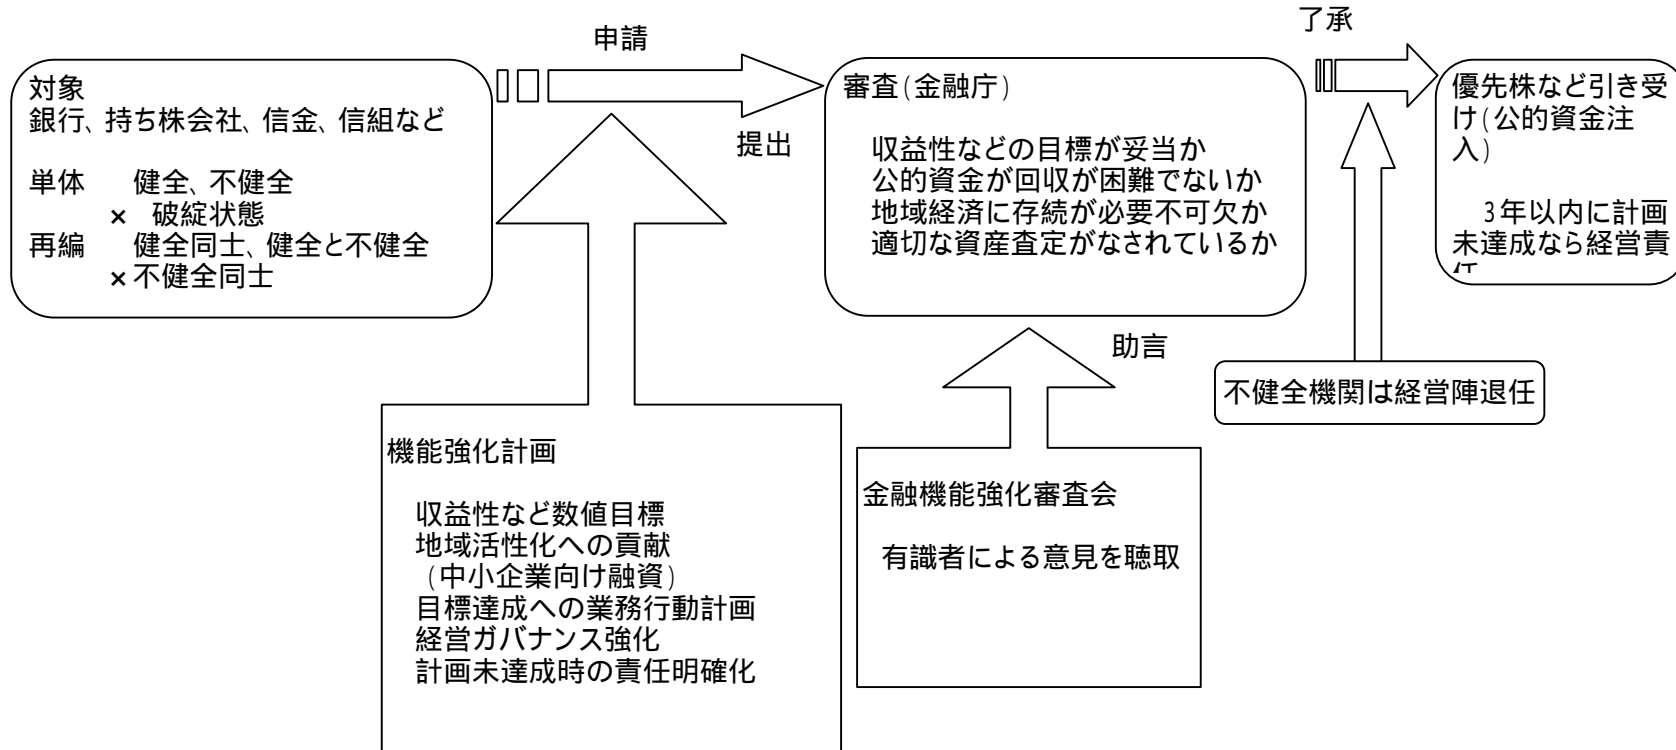 申請
了承
対象
銀行、持ち株会社、信金、信組など
単体　　健全、不健全
×　破綻状態
再編　　健全同士、健全と不健全
×不健全同士
提出
審査(金融庁)
収益性などの目標が妥当か
公的資金が回収が困難でないか
地域経済に存続が必要不可欠か
適切な資産査定がなされているか
優先株など引き受
け(公的資金注
入)
3年以内に計画
未達成なら経営責
助言
不健全機関は経営陣退任
機能強化計画
収益性など数値目標
地域活性化への貢献
(中小企業向け融資)
目標達成への業務行動計画
経営ガバナンス強化
計画未達成時の責任明確化
金融機能強化審査会
有識者による意見を聴取